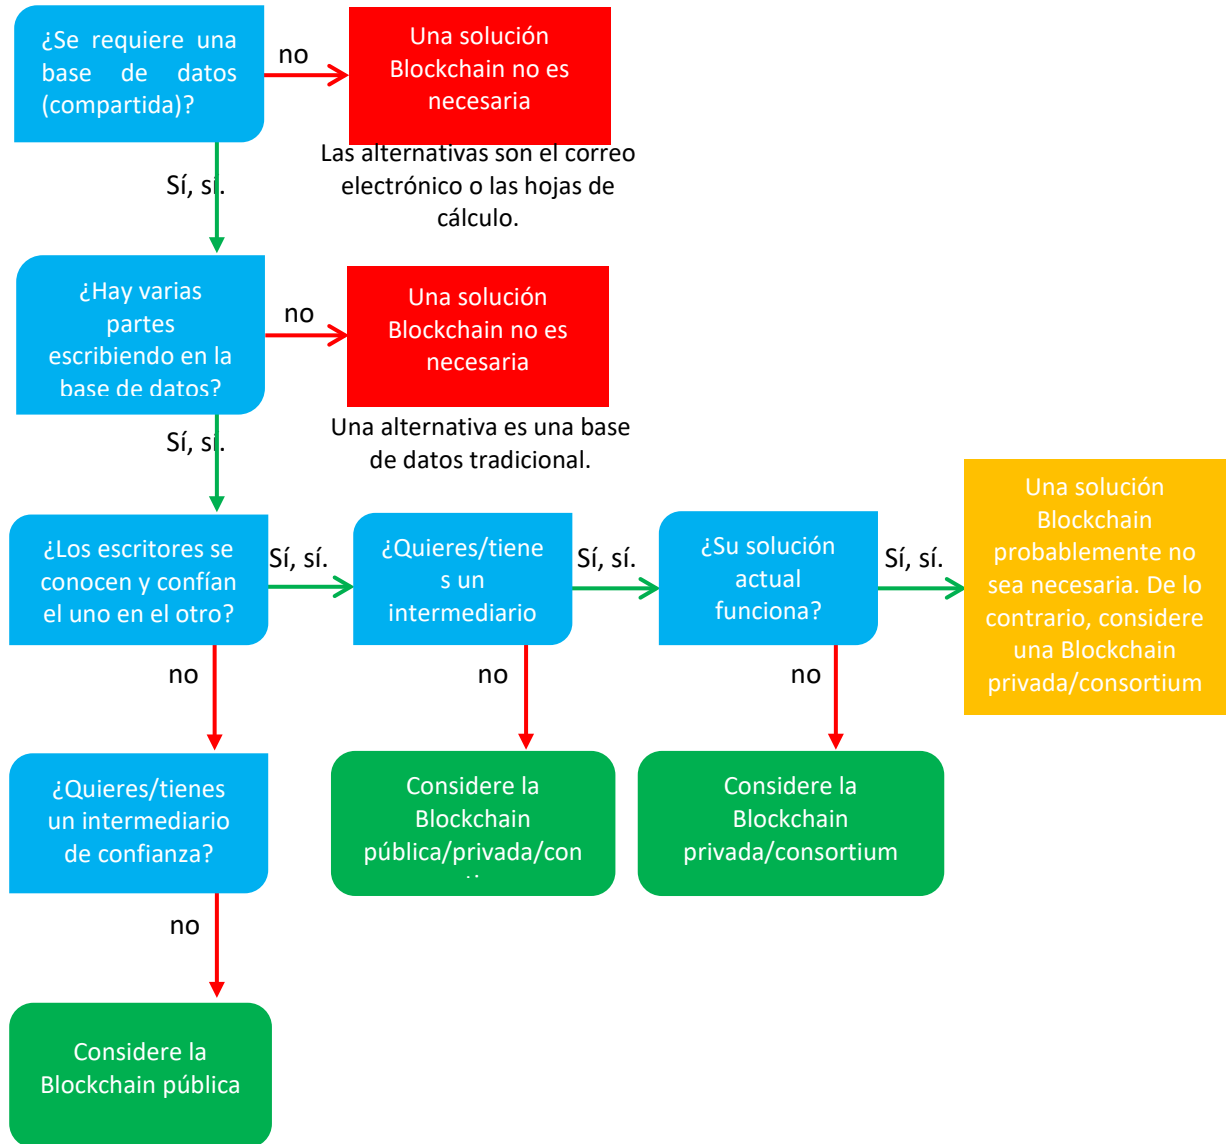 ¿Se requiere una
base de datos
(compartida)?
no
Una solución
Blockchain no es
necesaria
Las alternativas son el correo
electrónico o las hojas de
cálculo.
Sí, sí.
¿Hay varias
partes
escribiendo en la
base de datos?
no
Una solución
Blockchain no es
necesaria
Una alternativa es una base
de datos tradicional.
Sí, sí.
¿Los escritores se
conocen y confían
el uno en el otro?
Sí, sí.
¿Quieres/tiene
s un
intermediario
Sí, sí.
¿Su solución
actual
funciona?
Sí, sí.
Una solución
Blockchain
probablemente no
sea necesaria. De lo
contrario, considere
una Blockchain
privada/consortium
no
no
no
¿Quieres/tienes
un intermediario
de confianza?
Considere la
Blockchain
pública/privada/con
Considere la
Blockchain
privada/consortium
no
Considere la
Blockchain pública